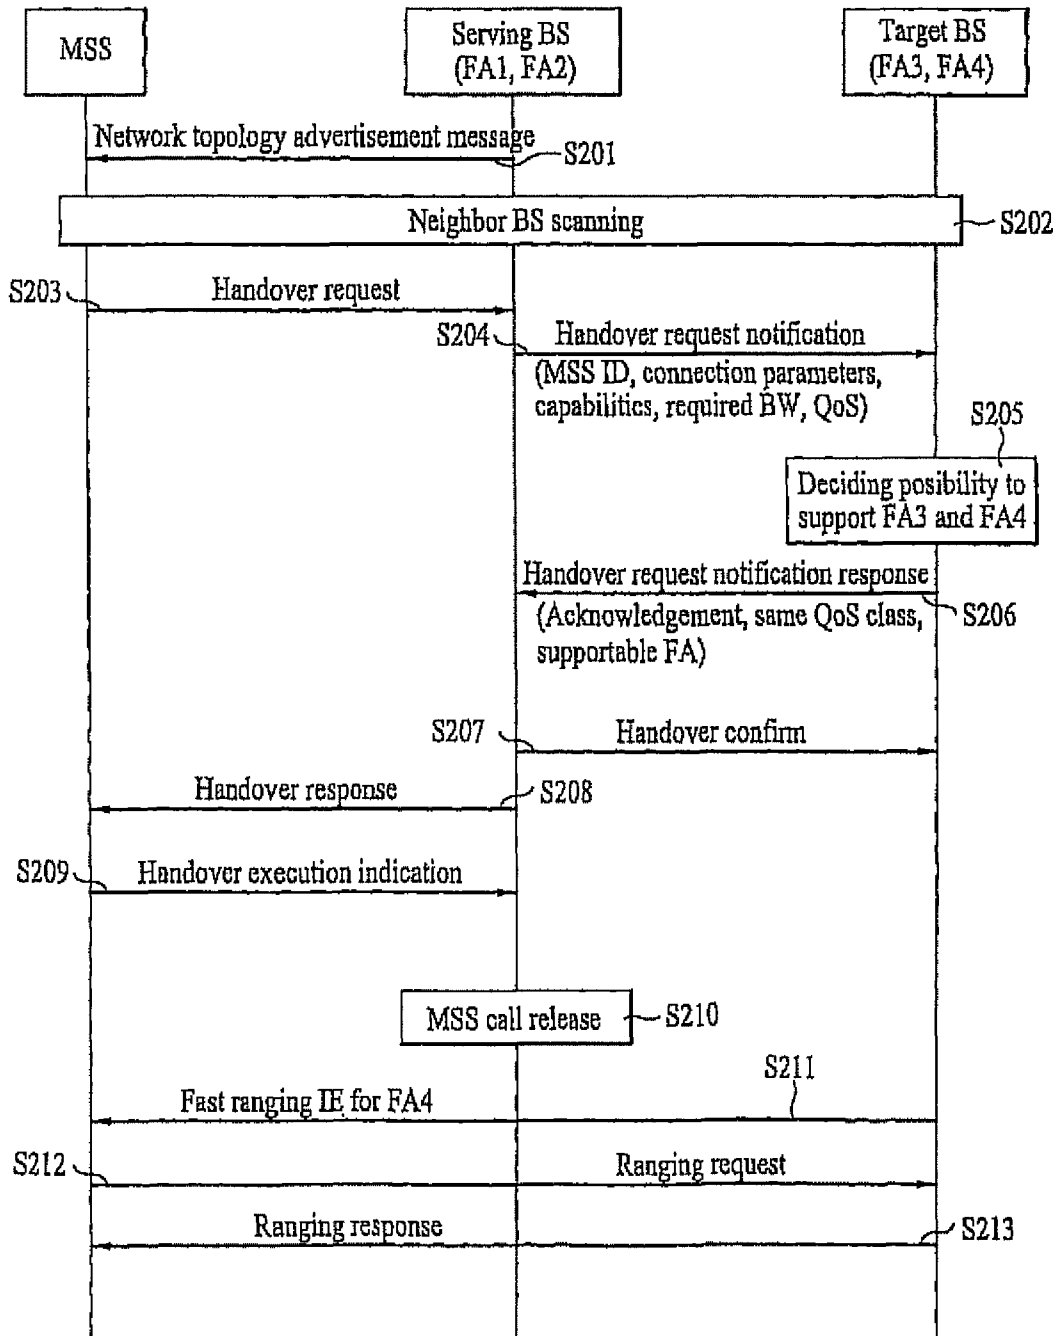 MSS
Serving BS
(FA1, FA2)
Target BS
(FA3, FA4)
Network topology advertisement message
S201
Neighbor BS scanning
S202
S203
Handover request
S204
Handover request notification
(MSS ID, connection parameters,
capabilitics, required BW, QoS)
S205
Deciding posibility to
support FA3 and FA4
Handover request notification response
S206
(Acknowledgement, same QoS class,
supportable FA)
S207
Handover confirm
Handover response
S208
S209
Handover execution indication
MSS call release
S210
S211
Fast ranging IE for FA4
S212
Ranging request
Ranging response
S213